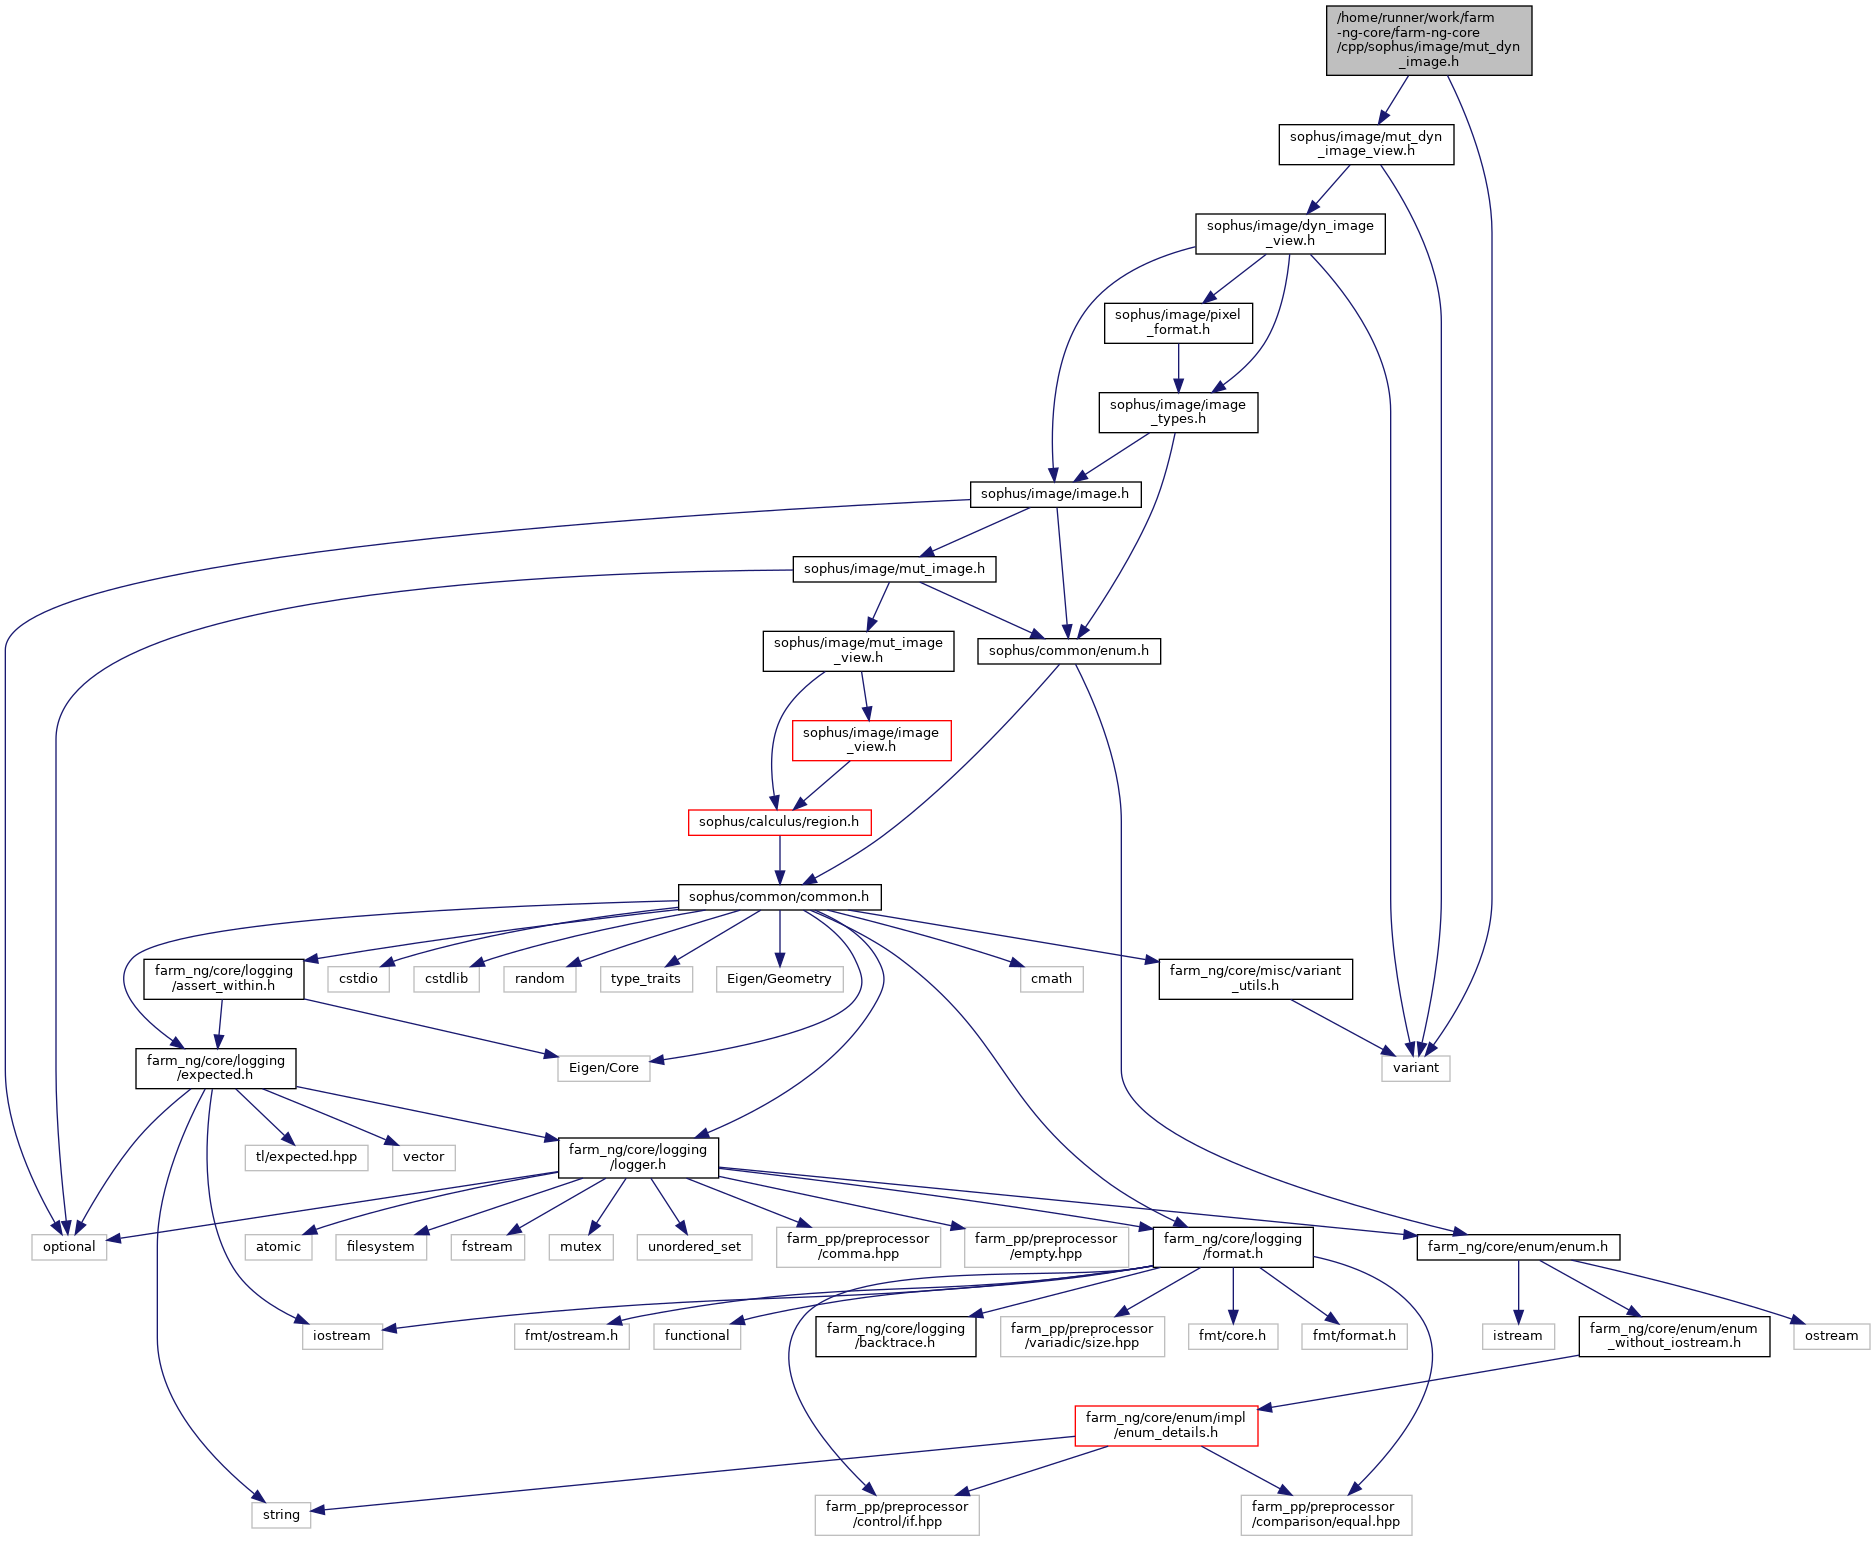 /home/runner/work/farm
-ng-core/farm-ng-core
/cpp/sophus/image/mut_dyn
_image.h
sophus/image/mut_dyn
_image_view.h
sophus/image/dyn_image
_view.h
sophus/image/pixel
_format.h
sophus/image/image
_types.h
sophus/image/image.h
sophus/image/mut_image.h
sophus/image/mut_image
_view.h
sophus/common/enum.h
sophus/image/image
_view.h
sophus/calculus/region.h
sophus/common/common.h
farm_ng/core/logging
/assert_within.h
cstdio
cstdlib
random
type_traits
Eigen/Geometry
cmath
farm_ng/core/misc/variant
_utils.h
farm_ng/core/logging
/expected.h
Eigen/Core
variant
tl/expected.hpp
vector
farm_ng/core/logging
/logger.h
optional
atomic
filesystem
fstream
mutex
unordered_set
farm_pp/preprocessor
/comma.hpp
farm_pp/preprocessor
/empty.hpp
farm_ng/core/logging
/format.h
farm_ng/core/enum/enum.h
iostream
fmt/ostream.h
functional
farm_ng/core/logging
/backtrace.h
farm_pp/preprocessor
/variadic/size.hpp
fmt/core.h
fmt/format.h
istream
farm_ng/core/enum/enum
_without_iostream.h
ostream
farm_ng/core/enum/impl
/enum_details.h
string
farm_pp/preprocessor
/control/if.hpp
farm_pp/preprocessor
/comparison/equal.hpp